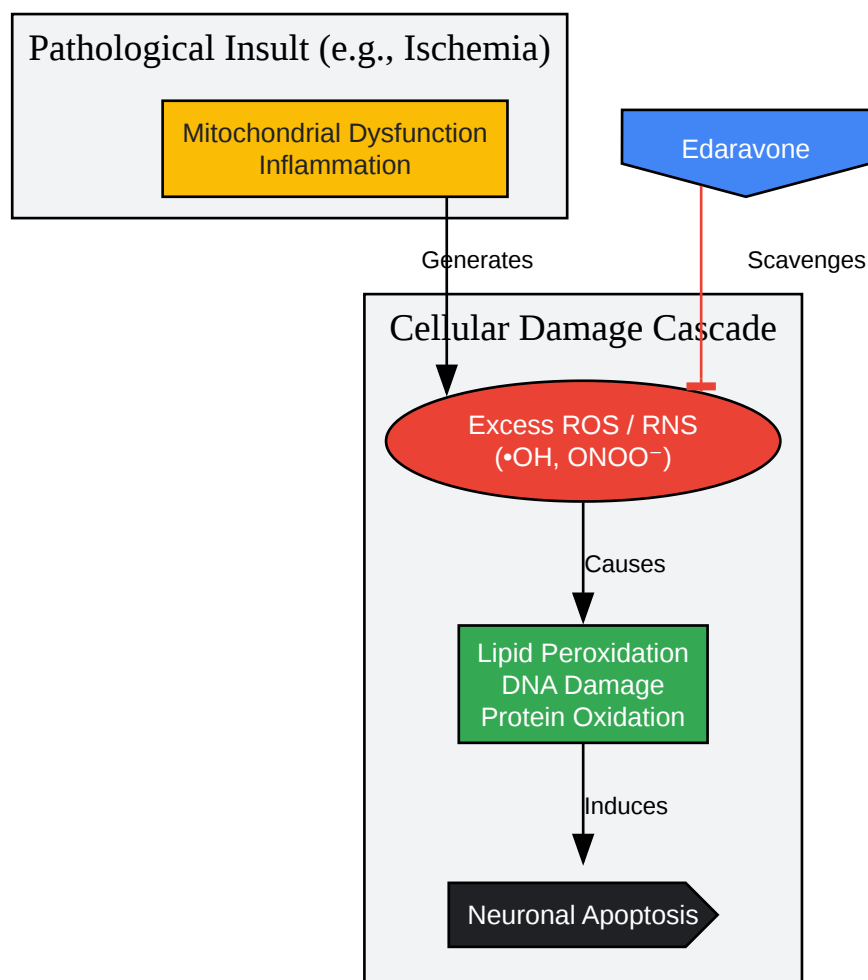 Pathological Insult (e.g., Ischemia)
Mitochondrial Dysfunction
Inflammation
Edaravone
Generates
Scavenges
Cellular Damage Cascade
Excess ROS / RNS
(•OH, ONOO⁻)
Causes
Lipid Peroxidation
DNA Damage
Protein Oxidation
Induces
Neuronal Apoptosis